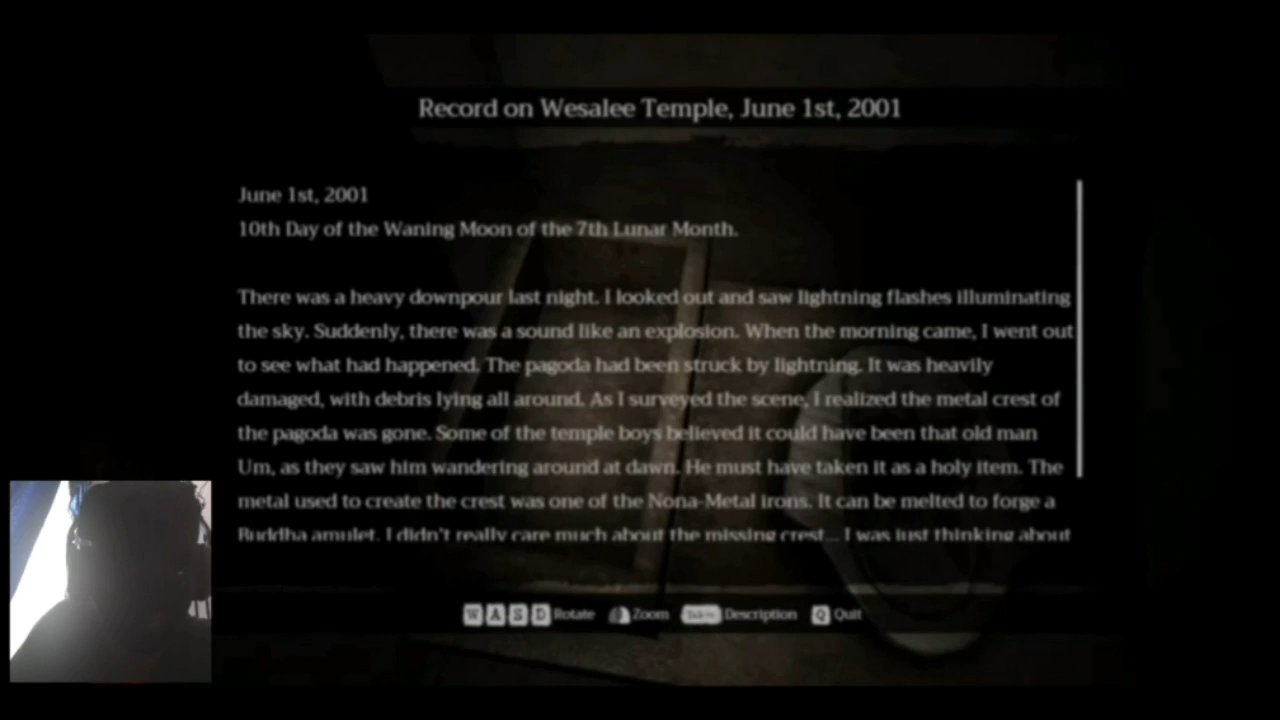 Record on Wesalee Temple, June 1st, 2001
June 1st, 2001
10th Day of the Waning Moon of the 7th Lunar Month.
There was a heavy downpour last night. I looked out and saw lightning flashes illuminating
the sky. Suddenly, there was a sound like an explosion. When the morning came, I went out
to see what had happened. The pagoda had been struck by lightning. It was heavily
damaged, with debris lying all around. As I surveyed the scene, I realized the metal crest of
the pagoda was gone. Some of the temple boys believed it could have been that old man
Um, as they saw him wandering around at dawn. He must have taken it as a holy item. The
metal used to create the crest was one of the Nona-Metal irons. It can be melted to forge a
Buddha amulet. I didn't really care much about the missing crest... I was just thinking about
W A S D Rotate Zoom Description Q Quit